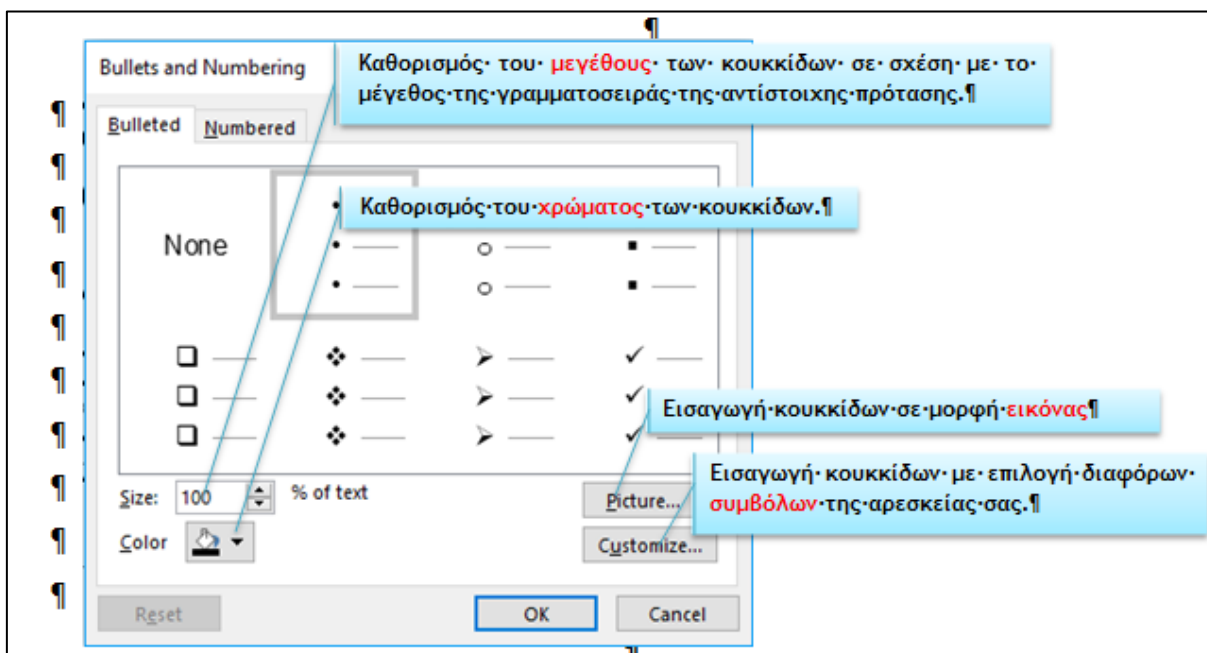 Bullets and Numbering
Καθορισμός του μεγέθους των κουκκίδων σε σχέση με το
μέγεθος της γραμματοσειράς της αντίστοιχης πρότασης.¶
Bulleted Numbered
Καθορισμός του χρώματος των κουκκίδων.¶
None
Εισαγωγή κουκκίδων σε μορφή εικόνας¶
Εισαγωγή κουκκίδων με επιλογή διαφόρων
συμβόλων της αρεσκείας σας.¶
Size: 100 % of text
Picture...
Color
Customize...
Reset OK Cancel